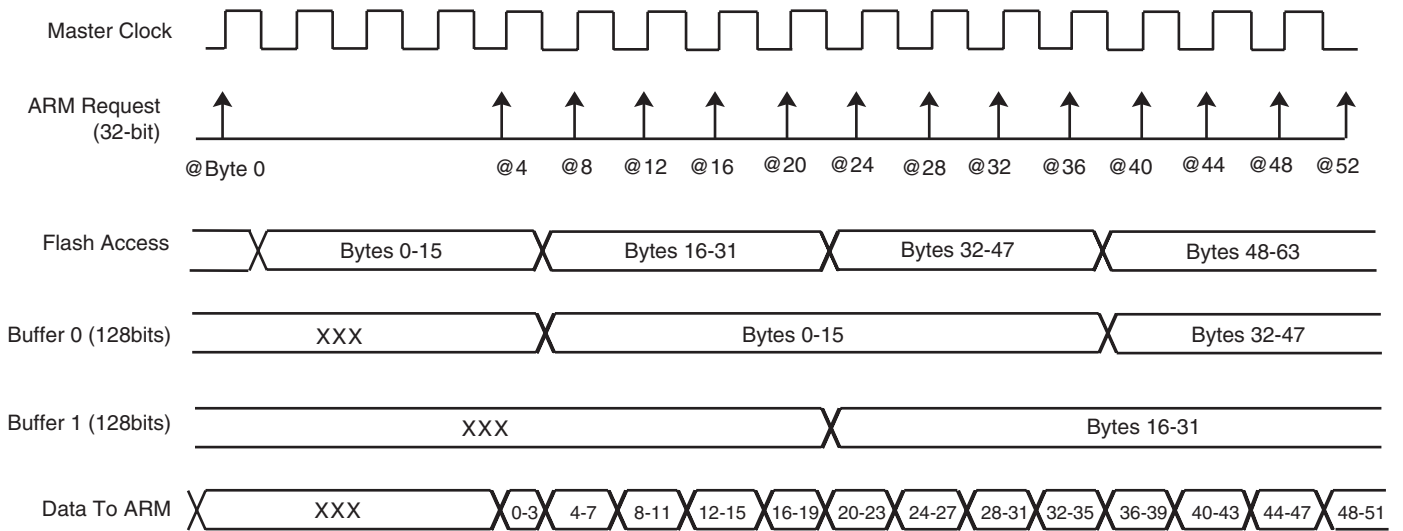 Master Clock
ARM Request
(32-bit)
@Byte 0 @4 @8 @12 @16 @20 @24 @28 @32 @36 @40 @44 @48 @52
Flash Access Bytes 0-15 Bytes 16-31 Bytes 32-47 Bytes 48-63
Buffer 0 (128bits) XXX Bytes 0-15 Bytes 32-47
Buffer 1 (128bits) XXX Bytes 16-31
Data To ARM XXX 0-3 4-7 8-11 12-15 16-19 20-23 24-27 28-31 32-35 36-39 40-43 44-47 48-51